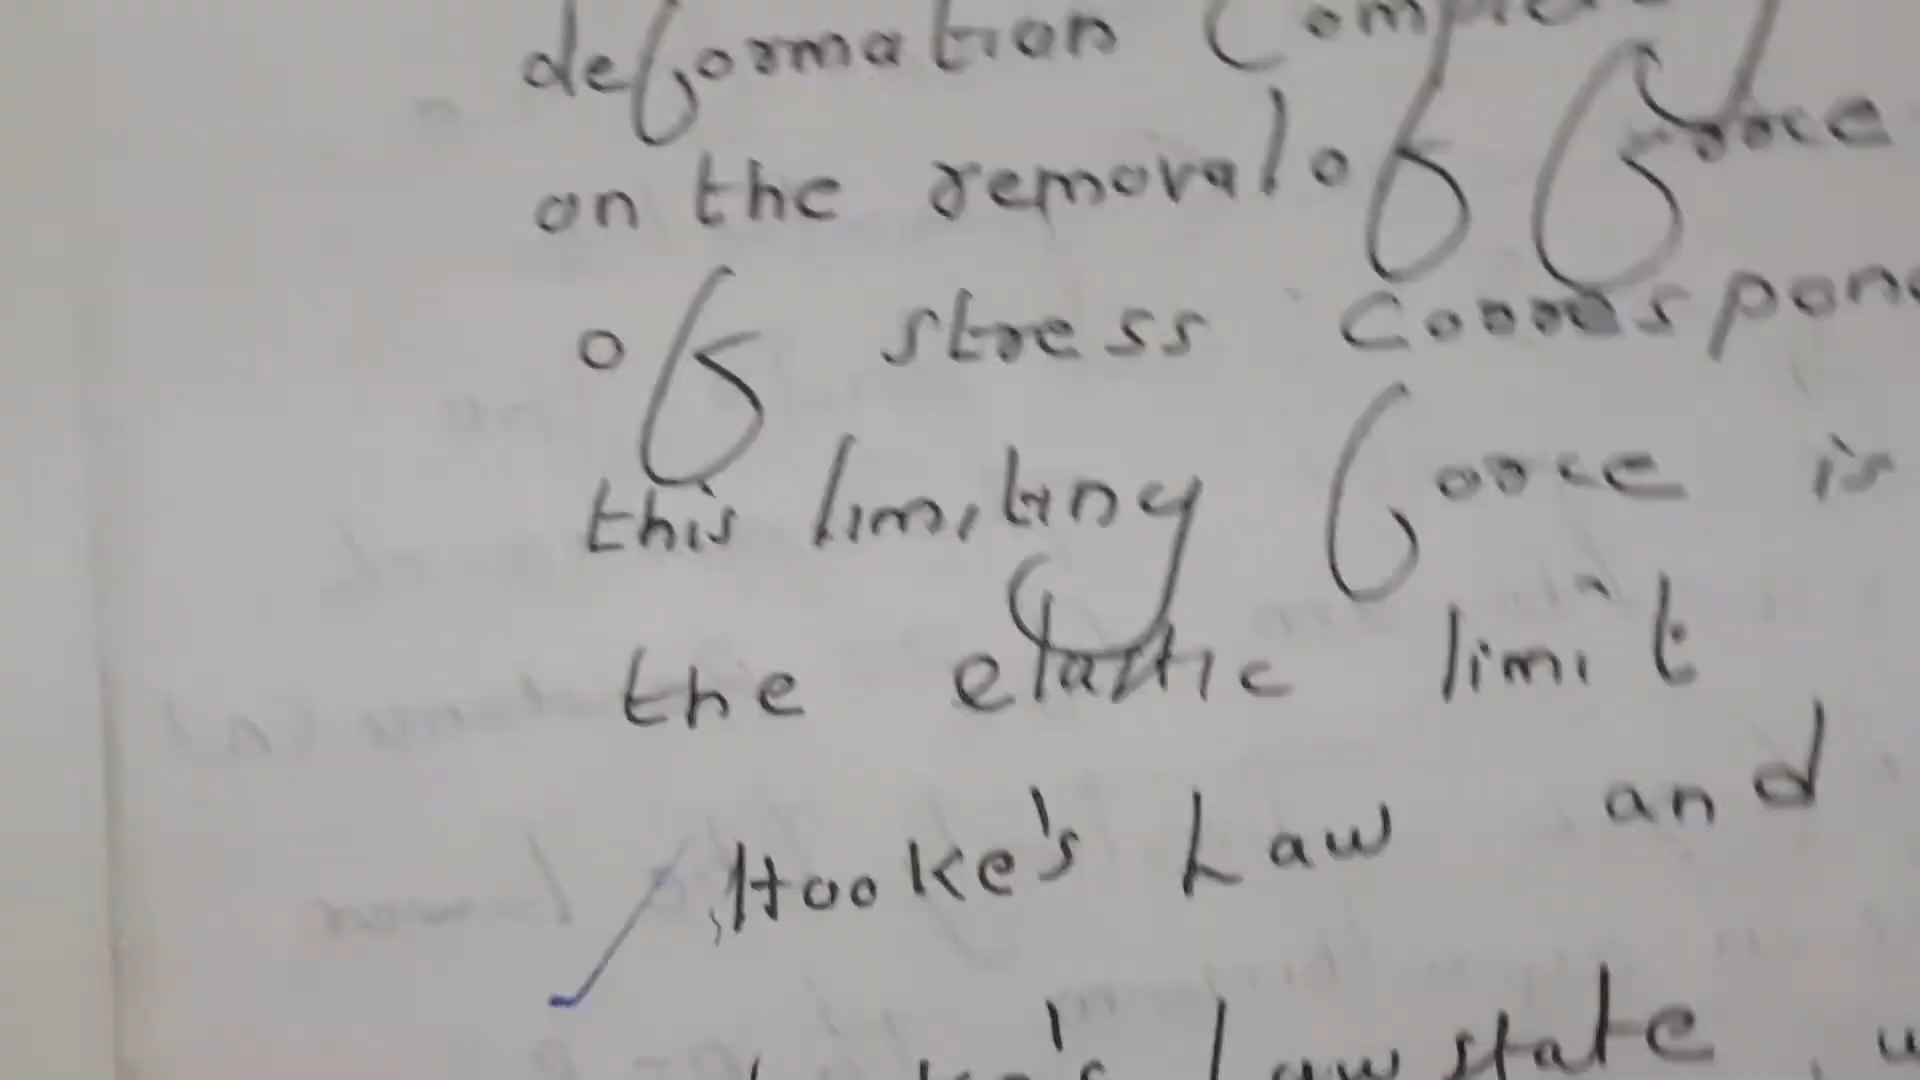 deformation
on the removal of force
of stress
this limiting force is
the elastic limit
Hooke's Law and
Law state